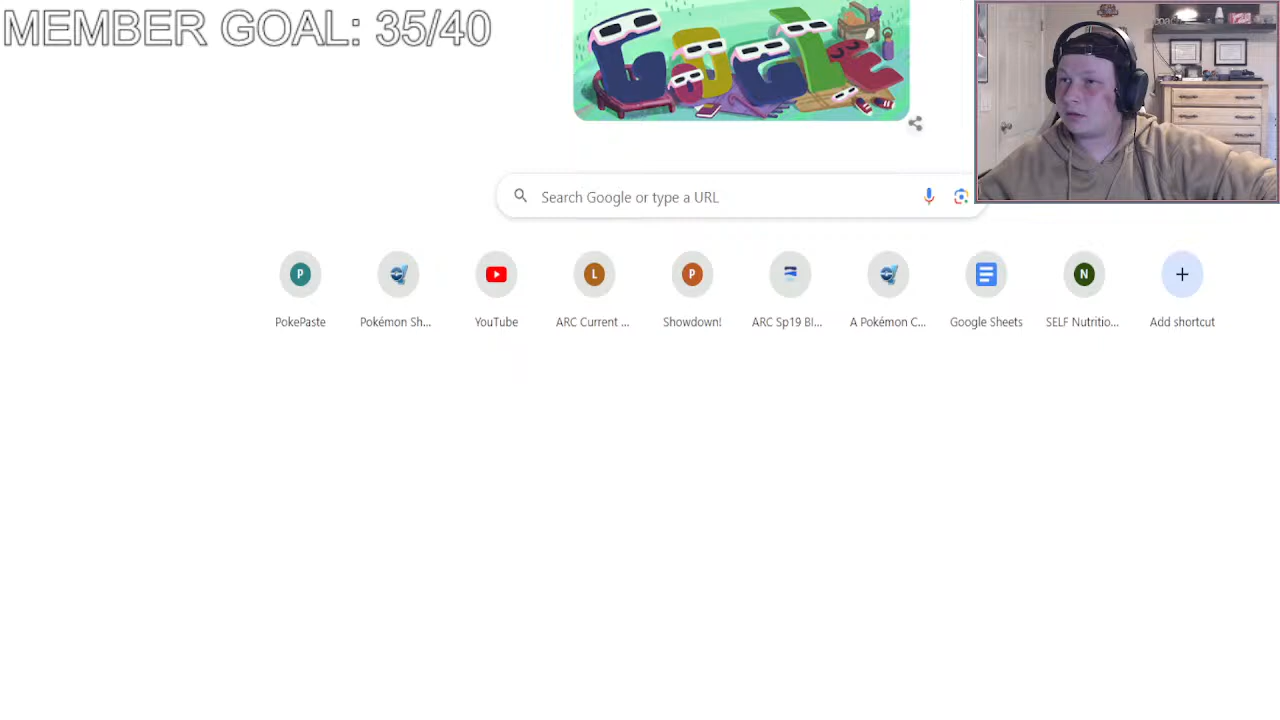 MEMBER GOAL: 35/40
Google
Search Google or type a URL
P
L
P
N
PokePaste
Pokémon Sh...
YouTube
ARC Current ...
Showdown!
ARC Sp19 Bl...
A Pokémon C...
Google Sheets
SELF Nutritio...
Add shortcut